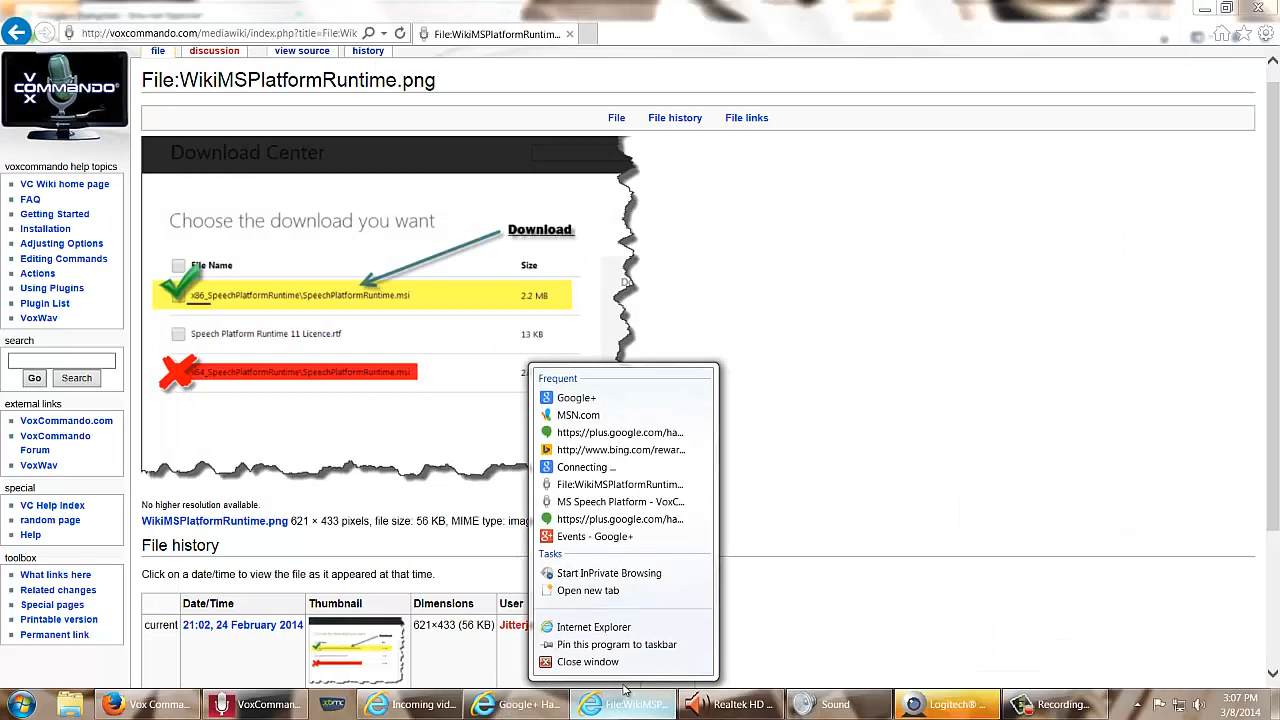 http://voxcommando.com/mediawiki/index.php?title=File:Wik
File:WikiMSPlatformRuntim...
file discussion view source history
VOX COMMANDO
File:WikiMSPlatformRuntime.png
File File history File links
voxcommando help topics
VC Wiki home page
FAQ
Getting Started
Installation
Adjusting Options
Editing Commands
Actions
Using Plugins
Plugin List
VoxWav
search
Go Search
external links
VoxCommando.com
VoxCommando
Forum
VoxWav
special
VC Help Index
random page
Help
toolbox
What links here
Related changes
Special pages
Printable version
Permanent link
Download Center
Choose the download you want
Download
File Name Size
x86_SpeechPlatformRuntime\SpeechPlatformRuntime.msi 2.2 MB
Speech Platform Runtime 11 Licence.rtf 13 KB
x64_SpeechPlatformRuntime\SpeechPlatformRuntime.msi
No higher resolution available.
WikiMSPlatformRuntime.png 621 × 433 pixels, file size: 56 KB, MIME type: imag
File history
Click on a date/time to view the file as it appeared at that time.
Date/Time Thumbnail Dimensions User
current 21:02, 24 February 2014 621×433 (56 KB) Jitterj
Frequent
Google+
MSN.com
https://plus.google.com/ha...
http://www.bing.com/rewar...
Connecting ...
File:WikiMSPlatformRuntim...
MS Speech Platform - VoxC...
https://plus.google.com/ha...
Events - Google+
Tasks
Start InPrivate Browsing
Open new tab
Internet Explorer
Pin this program to taskbar
Close window
Vox Comma... VoxComman... xbmc Incoming vid... Google+ Ha... File:WikiMSP... Realtek HD ... Sound Logitech® ... Recording...
3:07 PM
3/8/2014